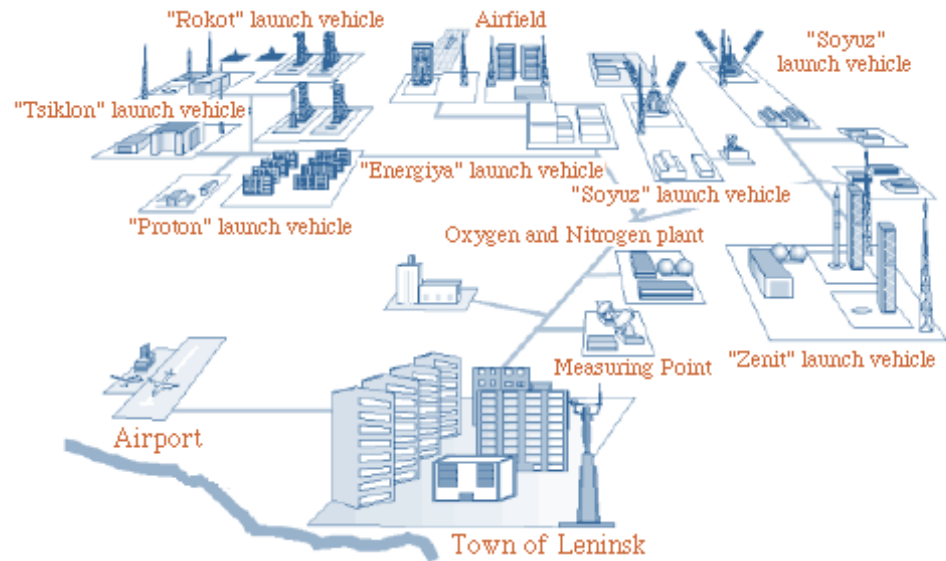 "Rokot" launch vehicle
Airfield
"Soyuz"
launch vehicle
"Tsiklon" launch vehicle
"Energiya" launch vehicle
"Soyuz" launch vehicle
"Proton" launch vehicle
Oxygen and Nitrogen plant
Measuring Point
"Zenit" launch vehicle
Airport
Town of Leninsk